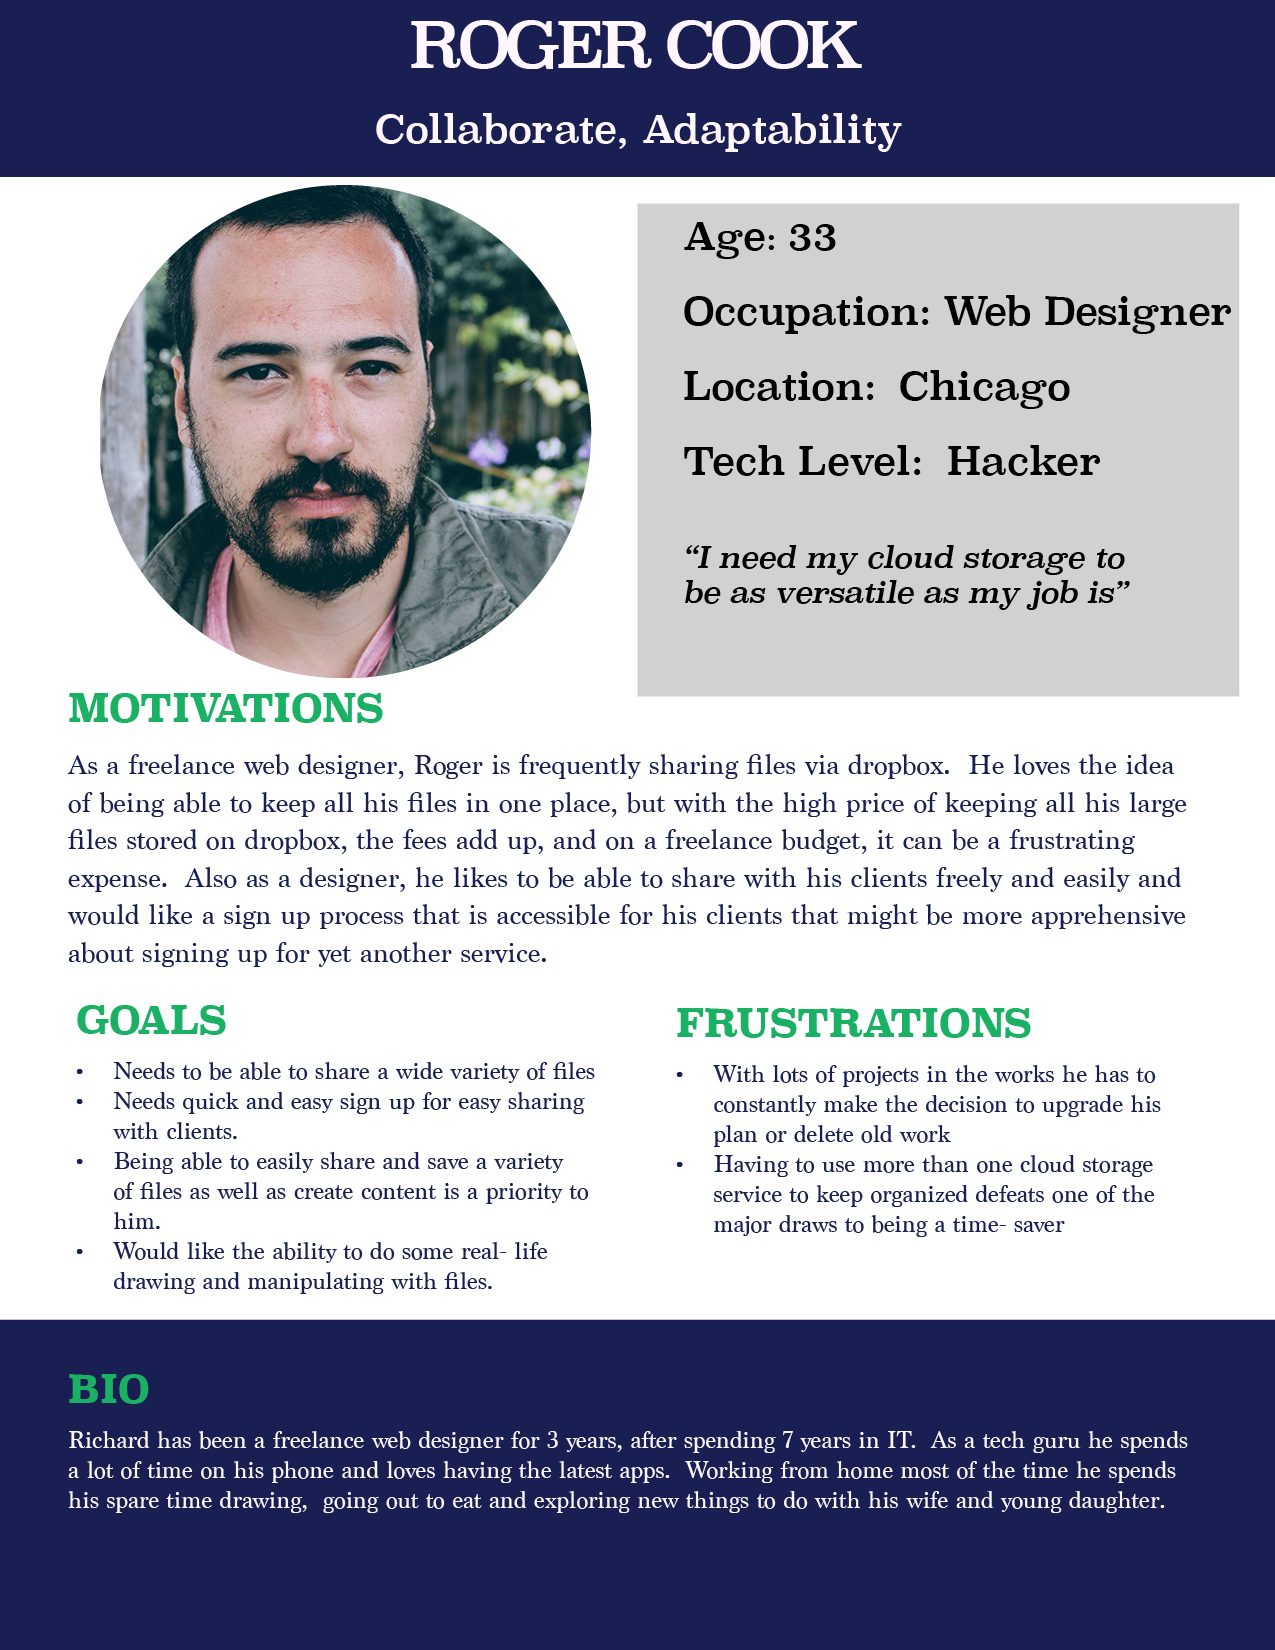 ROGER COOK
Collaborate, Adaptability
Age: 33
Occupation: Web Designer
Location:  Chicago
Tech Level:  Hacker
“I need my cloud storage to
be as versatile as my job is”
MOTIVATIONS
As a freelance web designer, Roger is frequently sharing files via dropbox.  He loves the idea
of being able to keep all his files in one place, but with the high price of keeping all his large
files stored on dropbox, the fees add up, and on a freelance budget, it can be a frustrating
expense.  Also as a designer, he likes to be able to share with his clients freely and easily and
would like a sign up process that is accessible for his clients that might be more apprehensive
about signing up for yet another service.
GOALS
• Needs to be able to share a wide variety of files
• Needs quick and easy sign up for easy sharing
with clients.
• Being able to easily share and save a variety
of files as well as create content is a priority to
him.
• Would like the ability to do some real- life
drawing and manipulating with files.
FRUSTRATIONS
• With lots of projects in the works he has to
constantly make the decision to upgrade his
plan or delete old work
• Having to use more than one cloud storage
service to keep organized defeats one of the
major draws to being a time- saver
BIO
Richard has been a freelance web designer for 3 years, after spending 7 years in IT.  As a tech guru he spends
a lot of time on his phone and loves having the latest apps.  Working from home most of the time he spends
his spare time drawing,  going out to eat and exploring new things to do with his wife and young daughter.